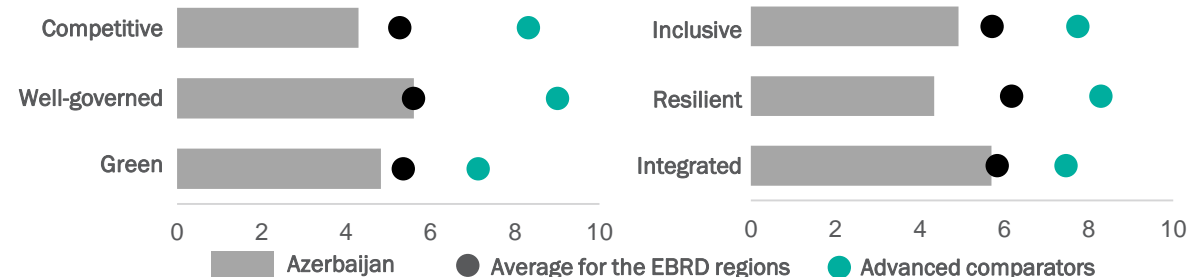 Competitive
Well-governed
Green
0 2 4 6 8 10
Inclusive
Resilient
Integrated
0 2 4 6 8 10
Azerbaijan Average for the EBRD regions Advanced comparators